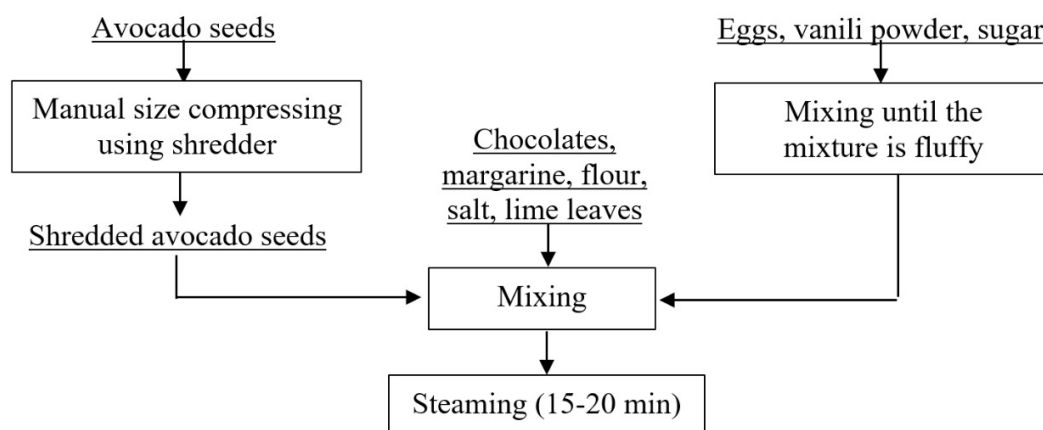 Avocado seeds
Manual size compressing
using shredder
Shredded avocado seeds
Chocolates,
margarine, flour,
salt, lime leaves
Eggs, vanili powder, sugar
Mixing until the
mixture is fluffy
Mixing
Steaming (15-20 min)